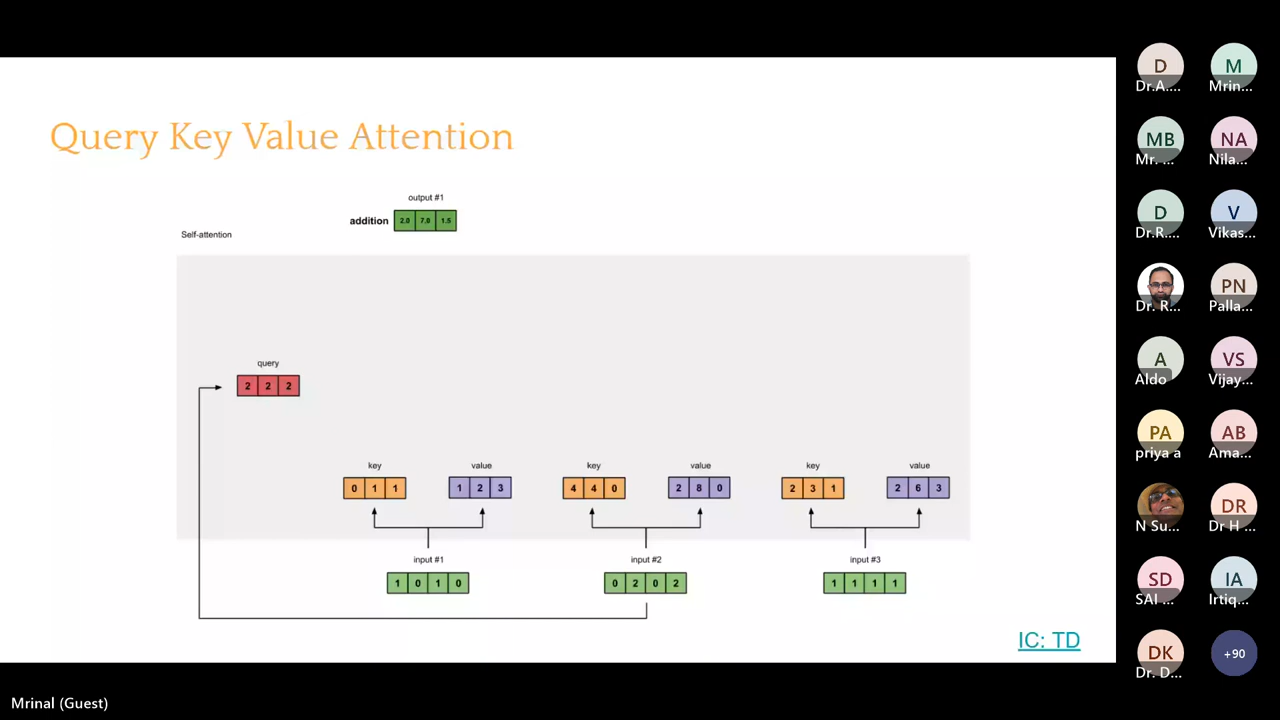 Query Key Value Attention
output #1
addition 2.0 7.0 1.5
Self-attention
query
2 2 2
key value key value key value
0 1 1 1 2 3 4 4 0 2 8 0 2 3 1 2 6 3
input #1 input #2 input #3
1 0 1 0 0 2 0 2 1 1 1 1
IC: TD
D M
Dr.A.... Mrin...
MB NA
Mr. ... Nila...
D V
Dr.R.... Vikas...
PN
Dr. R... Palla...
A VS
Aldo Vijay...
PA AB
priya a Ama...
DR
N Su... Dr H ...
SD IA
SAI ... Irtiq...
DK +90
Dr. D...
Mrinal (Guest)